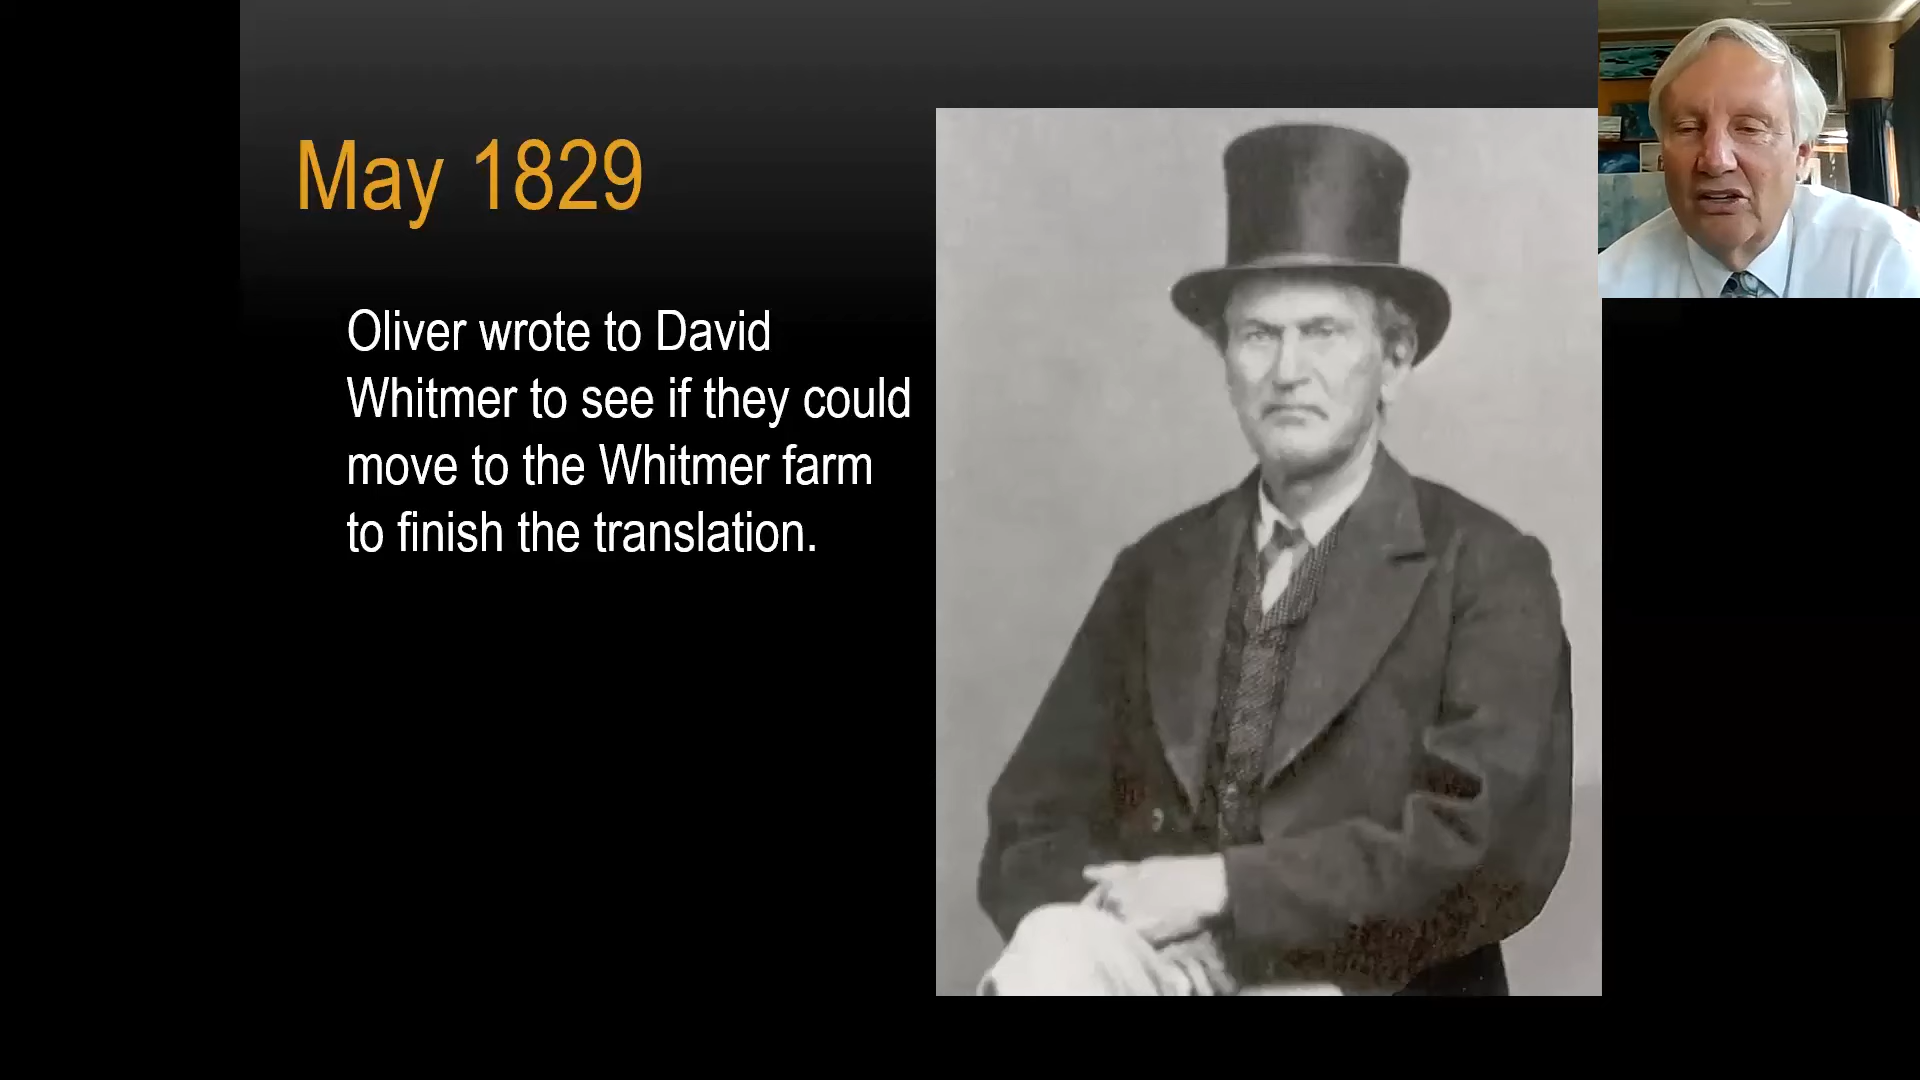 May 1829
Oliver wrote to David
Whitmer to see if they could
move to the Whitmer farm
to finish the translation.